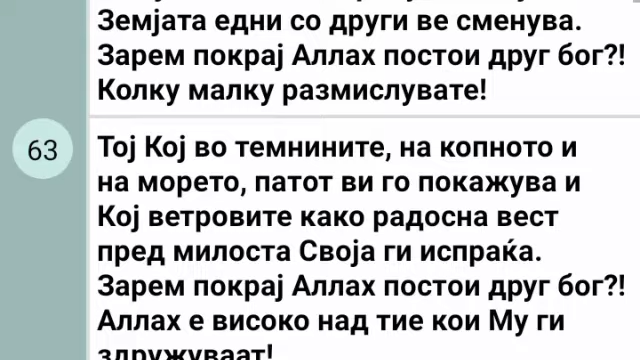 Земјата едни со други ве сменува.
Зарем покрај Аллах постои друг бог?!
Колку малку размислувате!
63
Тој Кој во темнините, на копното и
на морето, патот ви го покажува и
Кој ветровите како радосна вест
пред милоста Своја ги испраќа.
Зарем покрај Аллах постои друг бог?!
Аллах е високо над тие кои Му ги
здружуваат!